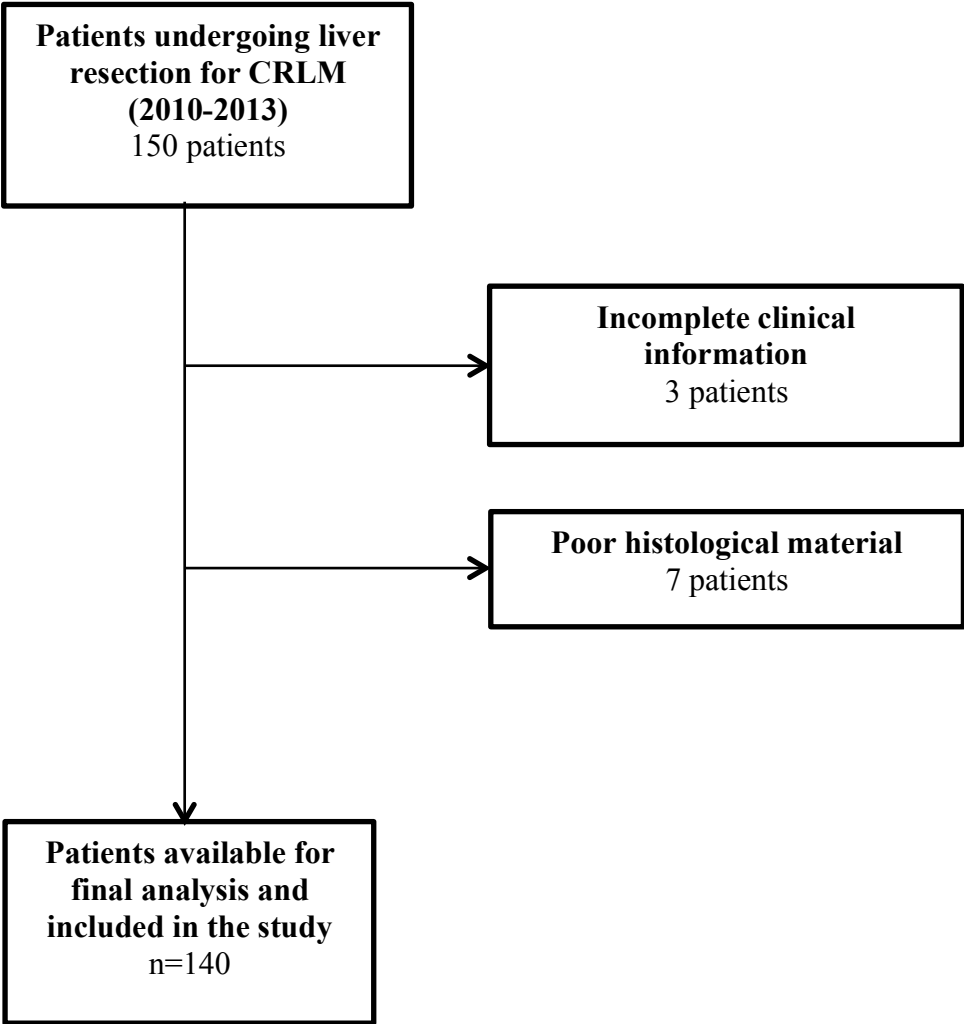 Patients undergoing liver
resection for CRLM
(2010-2013)
150 patients
Incomplete clinical
information
3 patients
Poor histological material
7 patients
Patients available for
final analysis and
included in the study
n=140